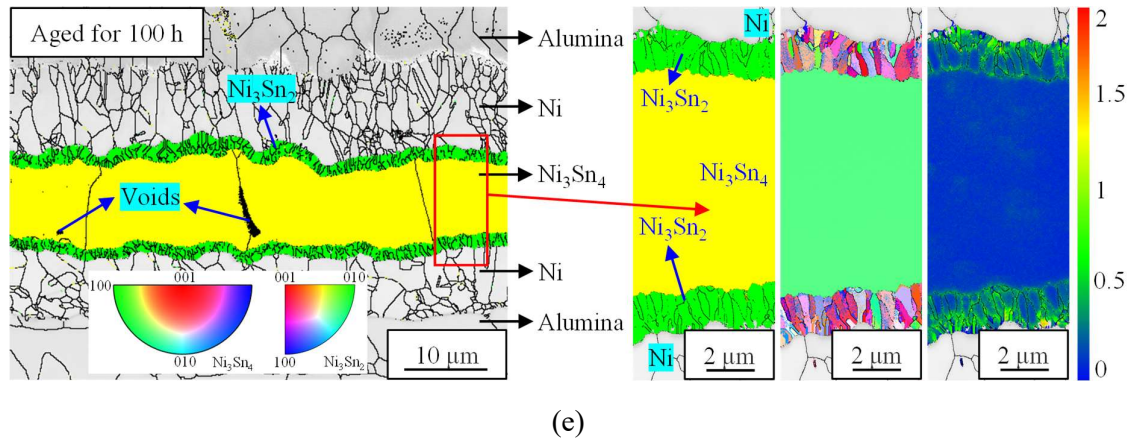 Aged for 100 h
Alumina
Ni₃Sn₂
Ni
Ni₃Sn₄
Voids
Ni
001
100
010
Ni₃Sn₄
001
010
100
Ni₃Sn₂
Alumina
10 μm
Ni
Ni₃Sn₂
Ni₃Sn₄
Ni₃Sn₂
Ni
2 μm
2 μm
2 μm
2
1.5
1
0.5
0
(e)